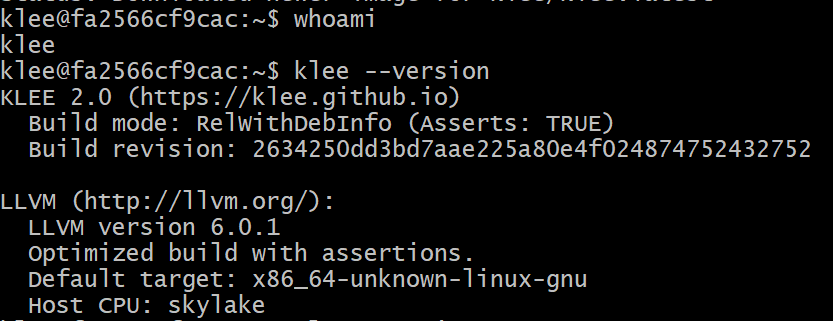 klee@fa2566cf9cac:~$ whoami
klee
klee@fa2566cf9cac:~$ klee --version
KLEE 2.0 (https://klee.github.io)
  Build mode: RelWithDebInfo (Asserts: TRUE)
  Build revision: 2634250dd3bd7aae225a80e4f024874752432752

LLVM (http://llvm.org/):
  LLVM version 6.0.1
  Optimized build with assertions.
  Default target: x86_64-unknown-linux-gnu
  Host CPU: skylake